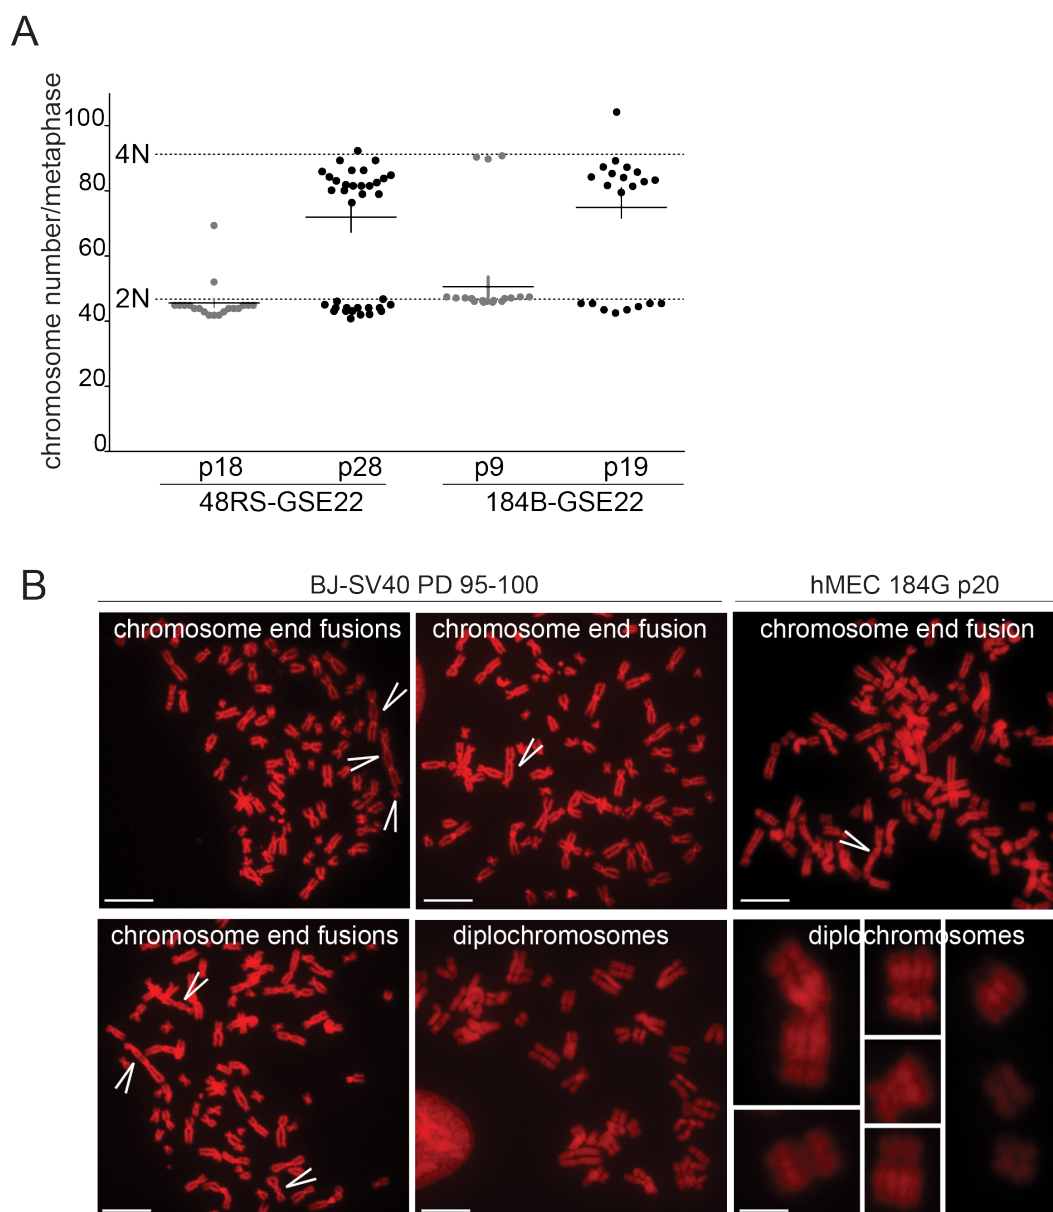 A
chromosome number/metaphase
100
4N
80
60
2N
40
20
0
p18 p28 p9 p19
48RS-GSE22 184B-GSE22
B
BJ-SV40 PD 95-100 hMEC 184G p20
chromosome end fusions chromosome end fusion chromosome end fusion
chromosome end fusions diplochromosomes diplochromosomes